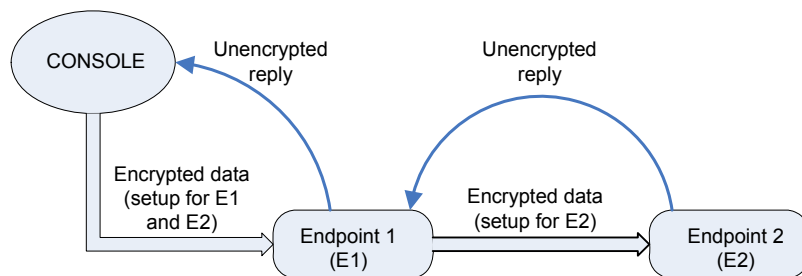 CONSOLE
Unencrypted
reply
Unencrypted
reply
Encrypted data
(setup for E1
and E2)
Endpoint 1
(E1)
Encrypted data
(setup for E2)
Endpoint 2
(E2)